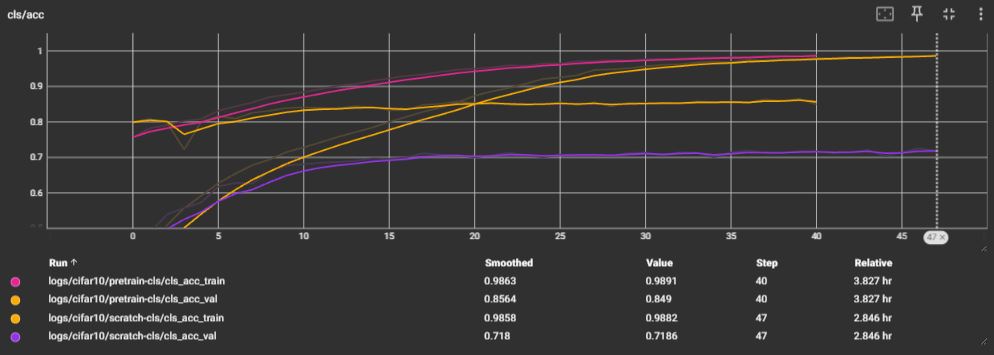 cls/acc
1
0.9
0.8
0.7
0.6
0.5
0 5 10 15 20 25 30 35 40 45 47 ×
Run ↑ Smoothed Value Step Relative
logs/cifar10/pretrain-cls/cls_acc_train 0.9863 0.9891 40 3.827 hr
logs/cifar10/pretrain-cls/cls_acc_val 0.8564 0.849 40 3.827 hr
logs/cifar10/scratch-cls/cls_acc_train 0.9858 0.9882 47 2.846 hr
logs/cifar10/scratch-cls/cls_acc_val 0.718 0.7186 47 2.846 hr